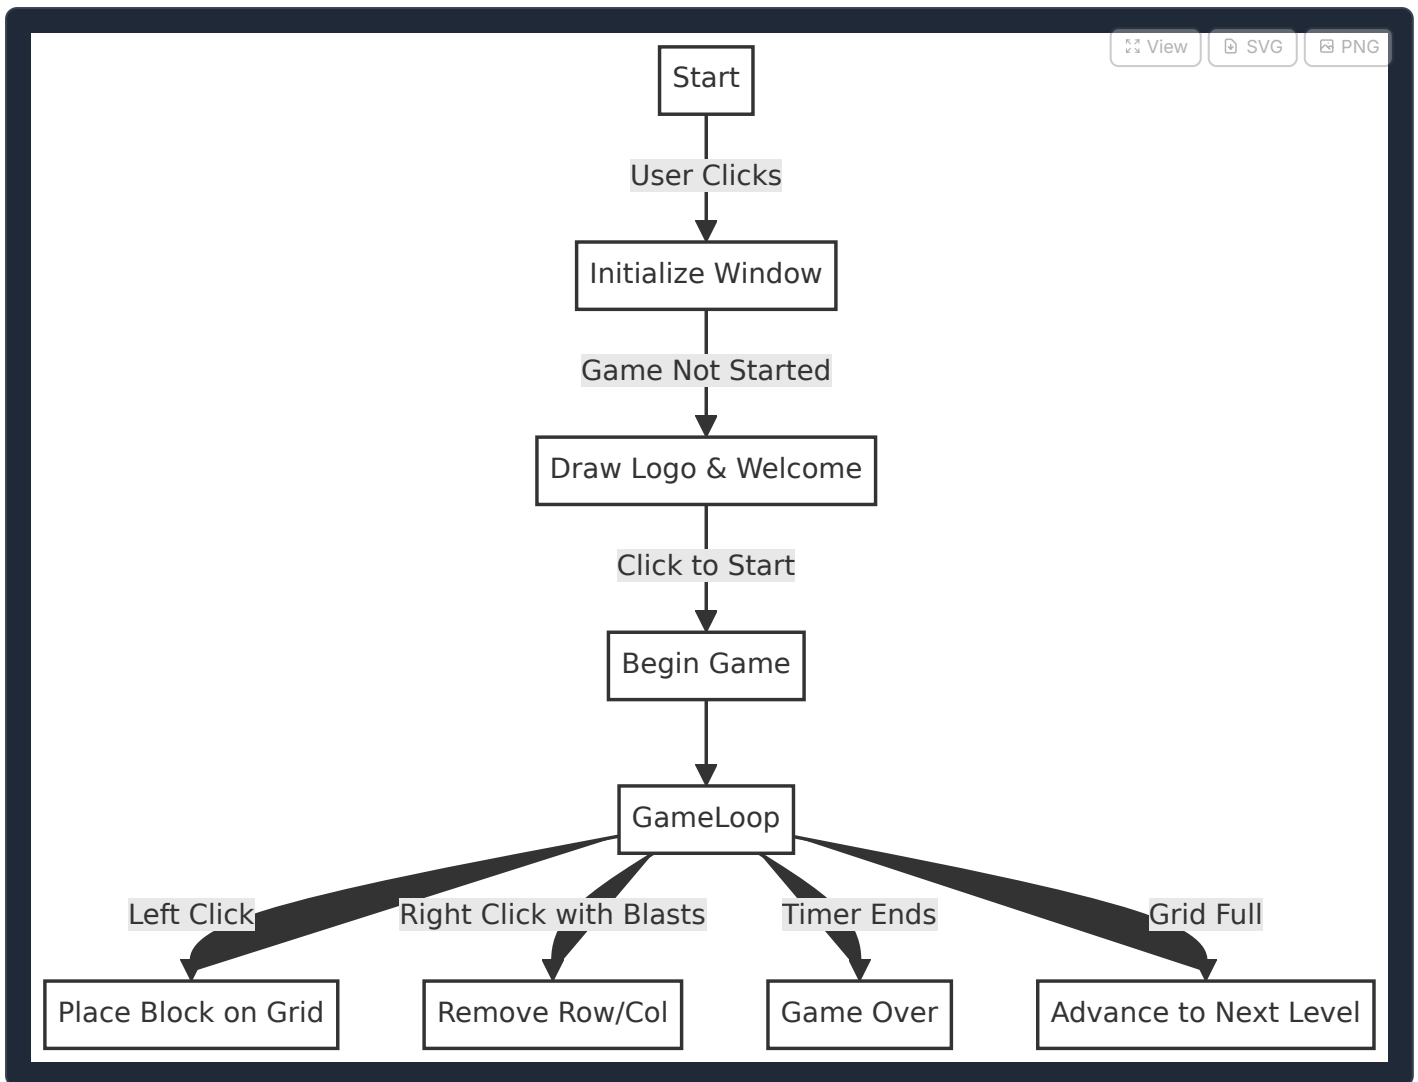 View
SVG
PNG
Start
User Clicks
Initialize Window
Game Not Started
Draw Logo & Welcome
Click to Start
Begin Game
GameLoop
Left Click
Right Click with Blasts
Timer Ends
Grid Full
Place Block on Grid
Remove Row/Col
Game Over
Advance to Next Level